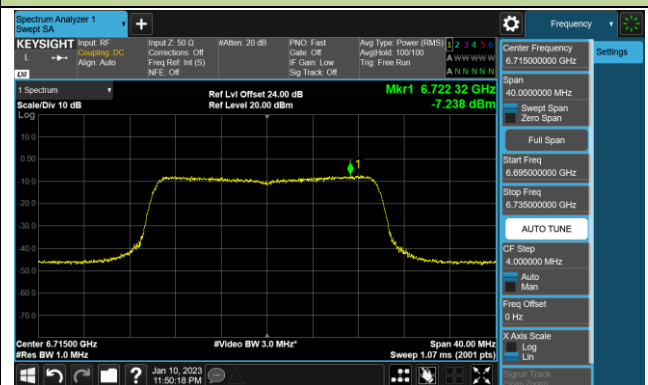 Spectrum Analyzer 1
Swept SA
Frequency
KEYSIGHT
L
Input: RF
Coupling: DC
Align: Auto
Input Z: 50 Ω
Corrections: Off
Freq Ref: Int (S)
NFE: Off
#Atten: 20 dB
PNO: Fast
Gate: Off
IF Gain: Low
Sig Track: Off
Avg Type: Power (RMS)
Avg|Hold: 100/100
Trig: Free Run
1 2 3 4 5 6
A W W W W W
A N N N N N
LXI
1 Spectrum
Scale/Div 10 dB
Log
Ref Lvl Offset 24.00 dB
Ref Level 20.00 dBm
Mkr1 6.722 32 GHz
-7.238 dBm
10.0
0.00
-10.0
-20.0
-30.0
-40.0
-50.0
-60.0
-70.0
1
Center 6.71500 GHz
#Res BW 1.0 MHz
#Video BW 3.0 MHz*
Span 40.00 MHz
Sweep 1.07 ms (2001 pts)
Jan 10, 2023
11:50:18 PM
Center Frequency
6.715000000 GHz
Span
40.0000000 MHz
Swept Span
Zero Span
Full Span
Start Freq
6.695000000 GHz
Stop Freq
6.735000000 GHz
AUTO TUNE
CF Step
4.000000 MHz
Auto
Man
Freq Offset
0 Hz
X Axis Scale
Log
Lin
Signal Track
(Span Zoom)
Settings